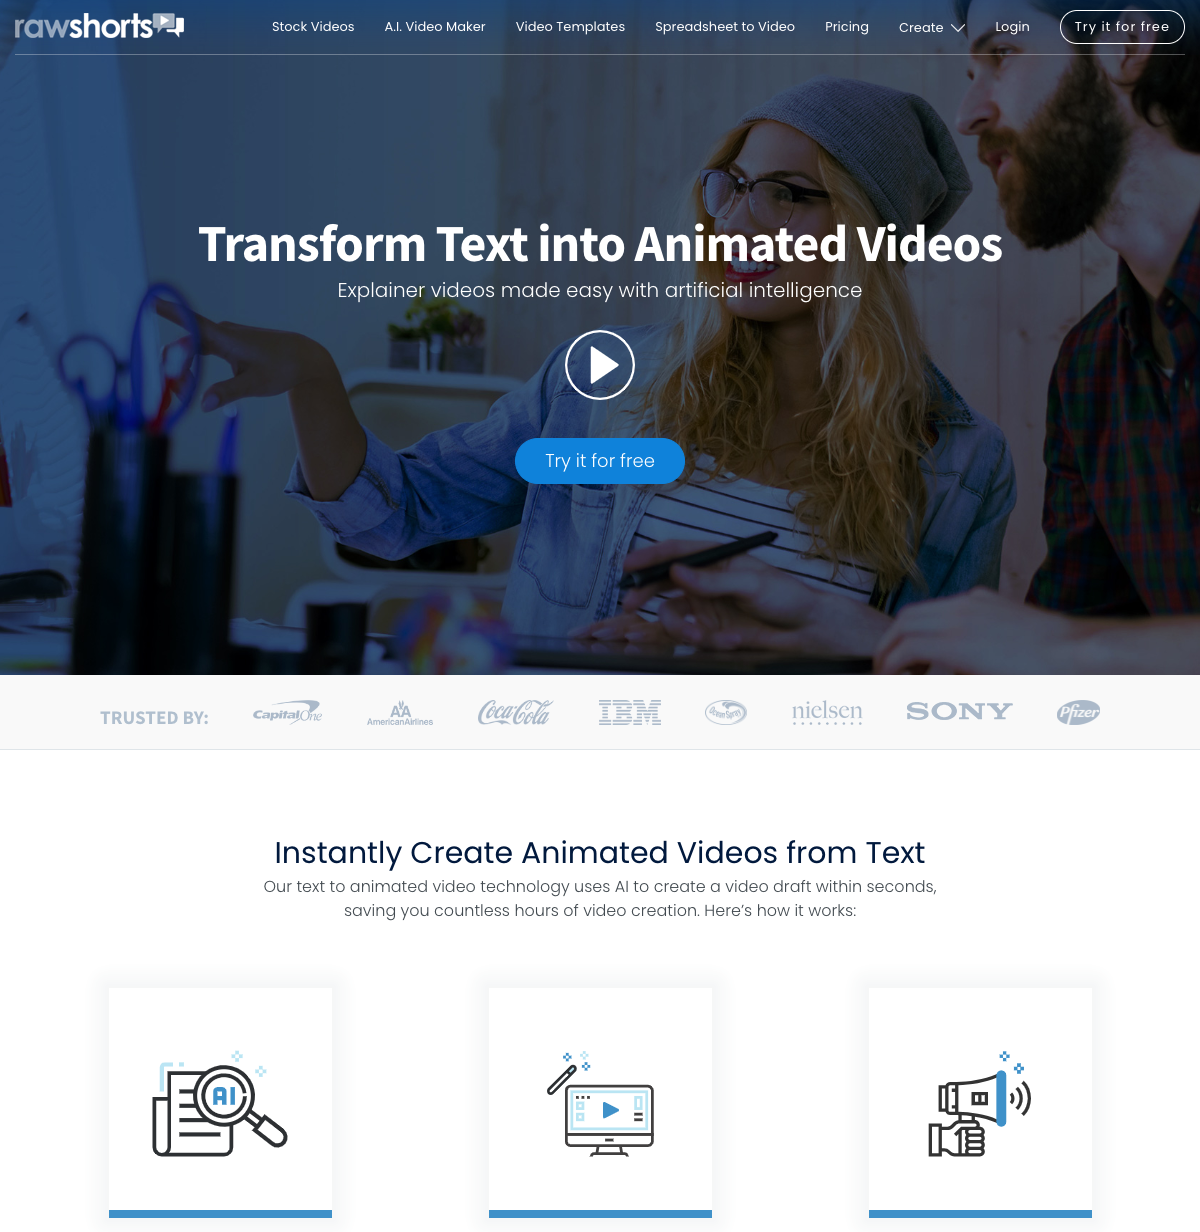 rawshorts
Stock Videos
A.I. Video Maker
Video Templates
Spreadsheet to Video
Pricing
Create
Login
Try it for free
Transform Text into Animated Videos
Explainer videos made easy with artificial intelligence
Try it for free
TRUSTED BY:
Capital One
AA
AmericanAirlines
Coca-Cola
IBM
Ocean Spray
nielsen
SONY
Pfizer
Instantly Create Animated Videos from Text
Our text to animated video technology uses AI to create a video draft within seconds,
saving you countless hours of video creation. Here’s how it works:
AI